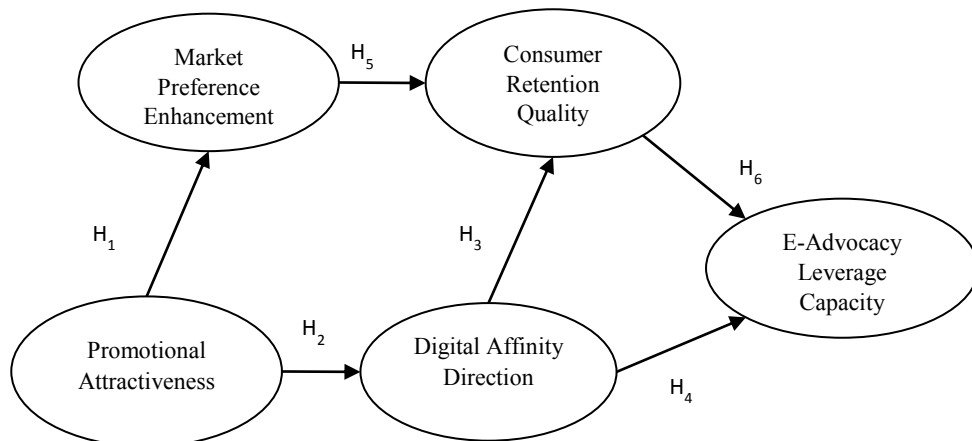 Market
Preference
Enhancement
H₅
Consumer
Retention
Quality
H₁
H₃
H₆
E-Advocacy
Leverage
Capacity
Promotional
Attractiveness
H₂
Digital Affinity
Direction
H₄